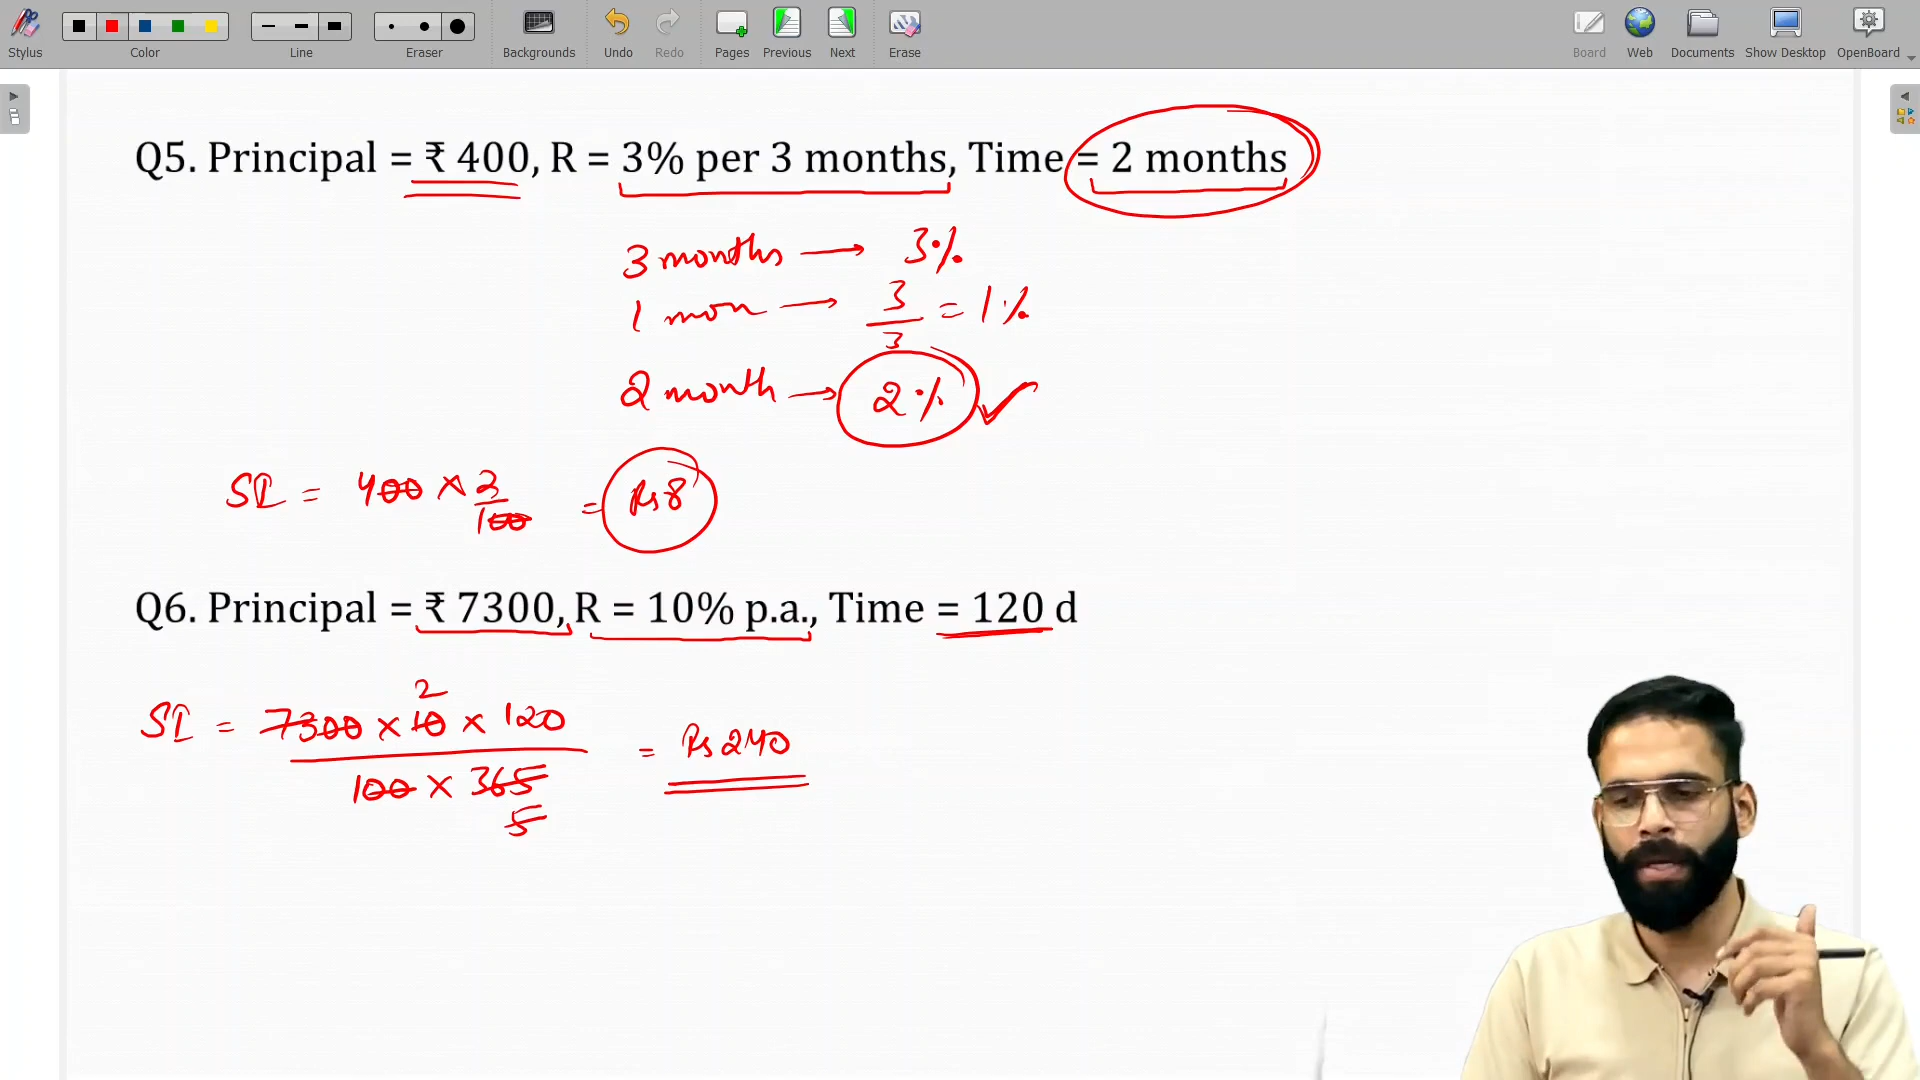 Stylus Color Line Eraser Backgrounds Undo Redo Pages Previous Next Erase Board Web Documents Show Desktop OpenBoard
Q5. Principal = ₹ 400, R = 3% per 3 months, Time = 2 months
3 months → 3%
1 mon → 3/3 = 1%
2 month → 2%
SI = 400 × 2/100 = Rs 8
Q6. Principal = ₹ 7300, R = 10% p.a., Time = 120 d
2
SI = 7300 × 10 × 120 = Rs 240
100 × 365
5